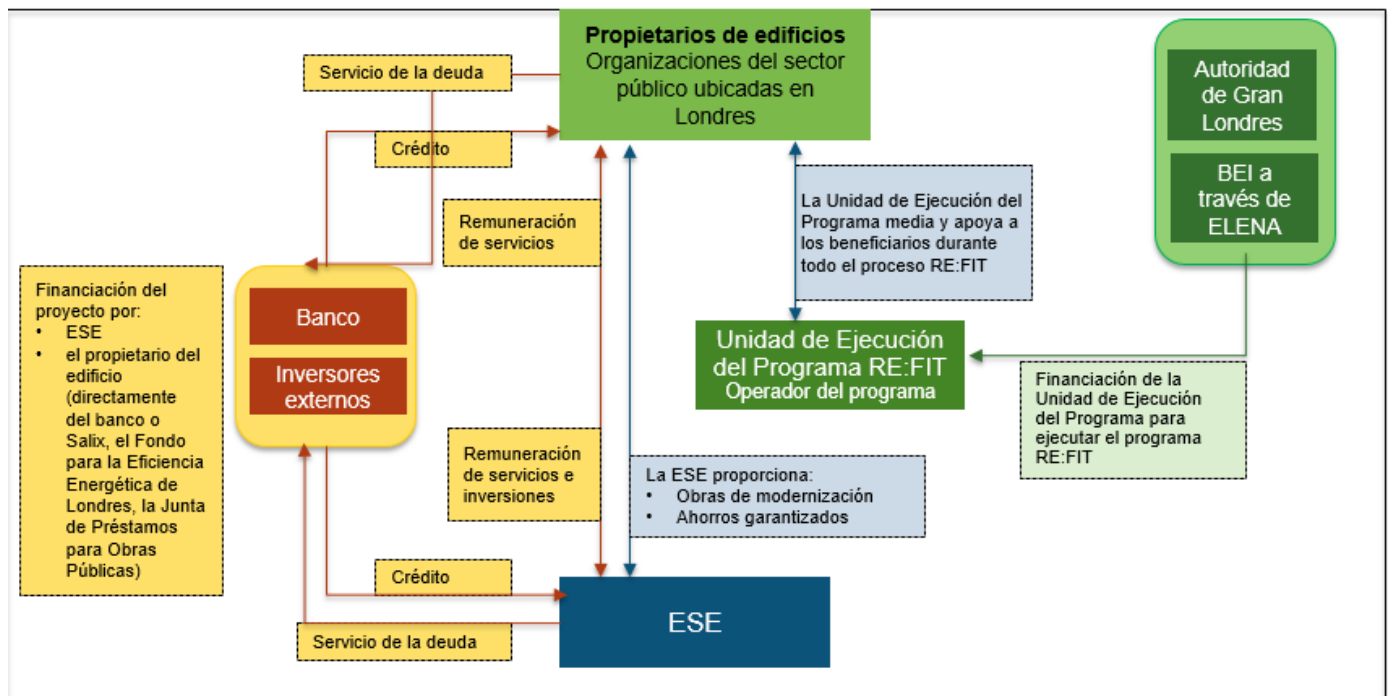 Propietarios de edificios
Organizaciones del sector
público ubicadas en
Londres
Servicio de la deuda
Crédito
Autoridad
de Gran
Londres
BEI a
través de
ELENA
Remuneración
de servicios
La Unidad de Ejecución del
Programa media y apoya a
los beneficiarios durante
todo el proceso RE:FIT
Financiación del
proyecto por:
• ESE
• el propietario del
edificio
(directamente
del banco o
Salix, el Fondo
para la Eficiencia
Energética de
Londres, la Junta
de Préstamos
para Obras
Públicas)
Banco
Inversores
externos
Unidad de Ejecución
del Programa RE:FIT
Operador del programa
Financiación de la
Unidad de Ejecución
del Programa para
ejecutar el programa
RE:FIT
Remuneración
de servicios e
inversiones
La ESE proporciona:
• Obras de modernización
• Ahorros garantizados
Crédito
ESE
Servicio de la deuda